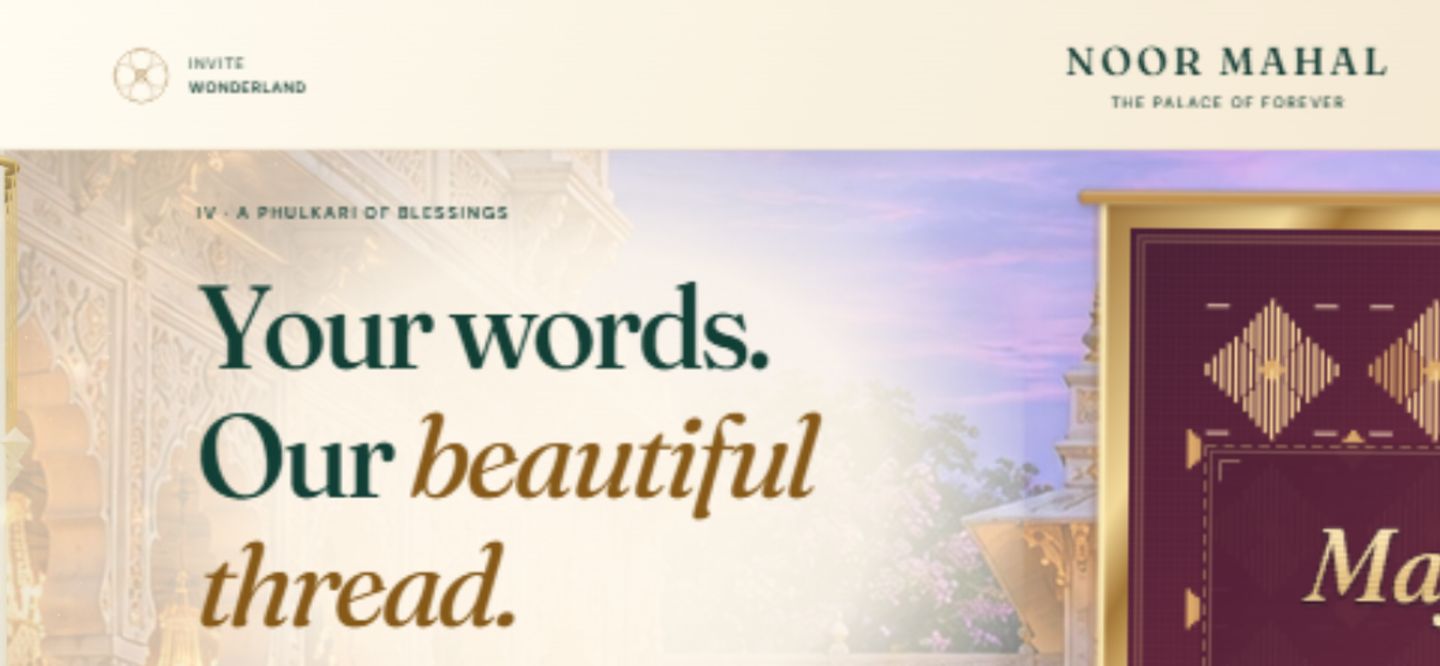 INVITE
WONDERLAND
NOOR MAHAL
THE PALACE OF FOREVER
IV · A PHULKARI OF BLESSINGS
Your words.
Our beautiful
thread.